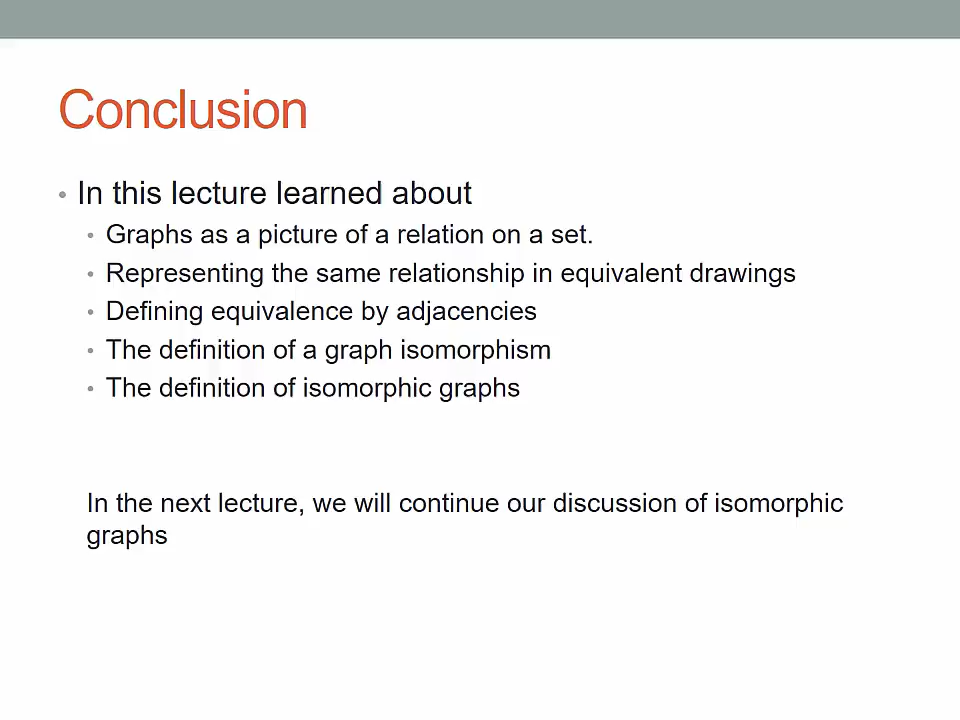 Conclusion
• In this lecture learned about
• Graphs as a picture of a relation on a set.
• Representing the same relationship in equivalent drawings
• Defining equivalence by adjacencies
• The definition of a graph isomorphism
• The definition of isomorphic graphs
In the next lecture, we will continue our discussion of isomorphic
graphs